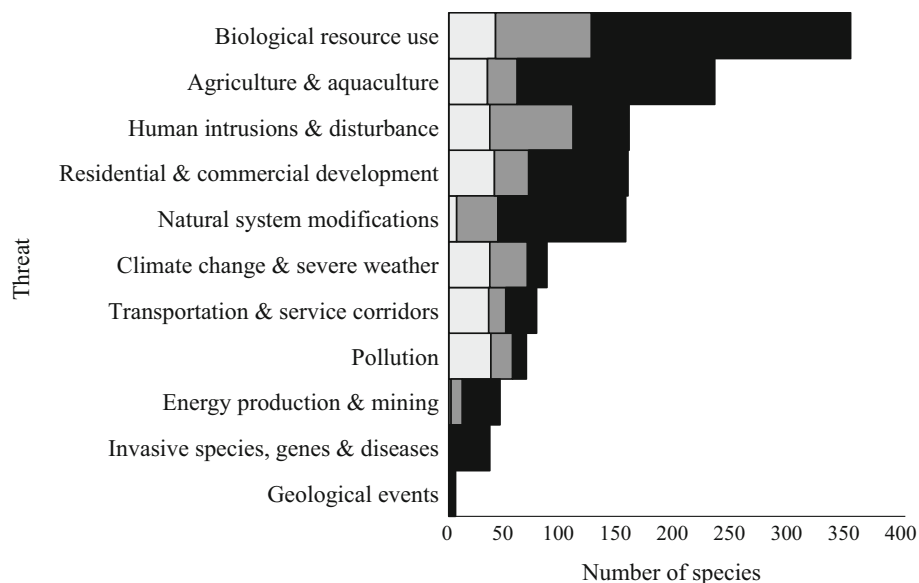 Biological resource use
Agriculture & aquaculture
Human intrusions & disturbance
Residential & commercial development
Natural system modifications
Climate change & severe weather
Transportation & service corridors
Pollution
Energy production & mining
Invasive species, genes & diseases
Geological events
Threat
0 50 100 150 200 250 300 350 400
Number of species